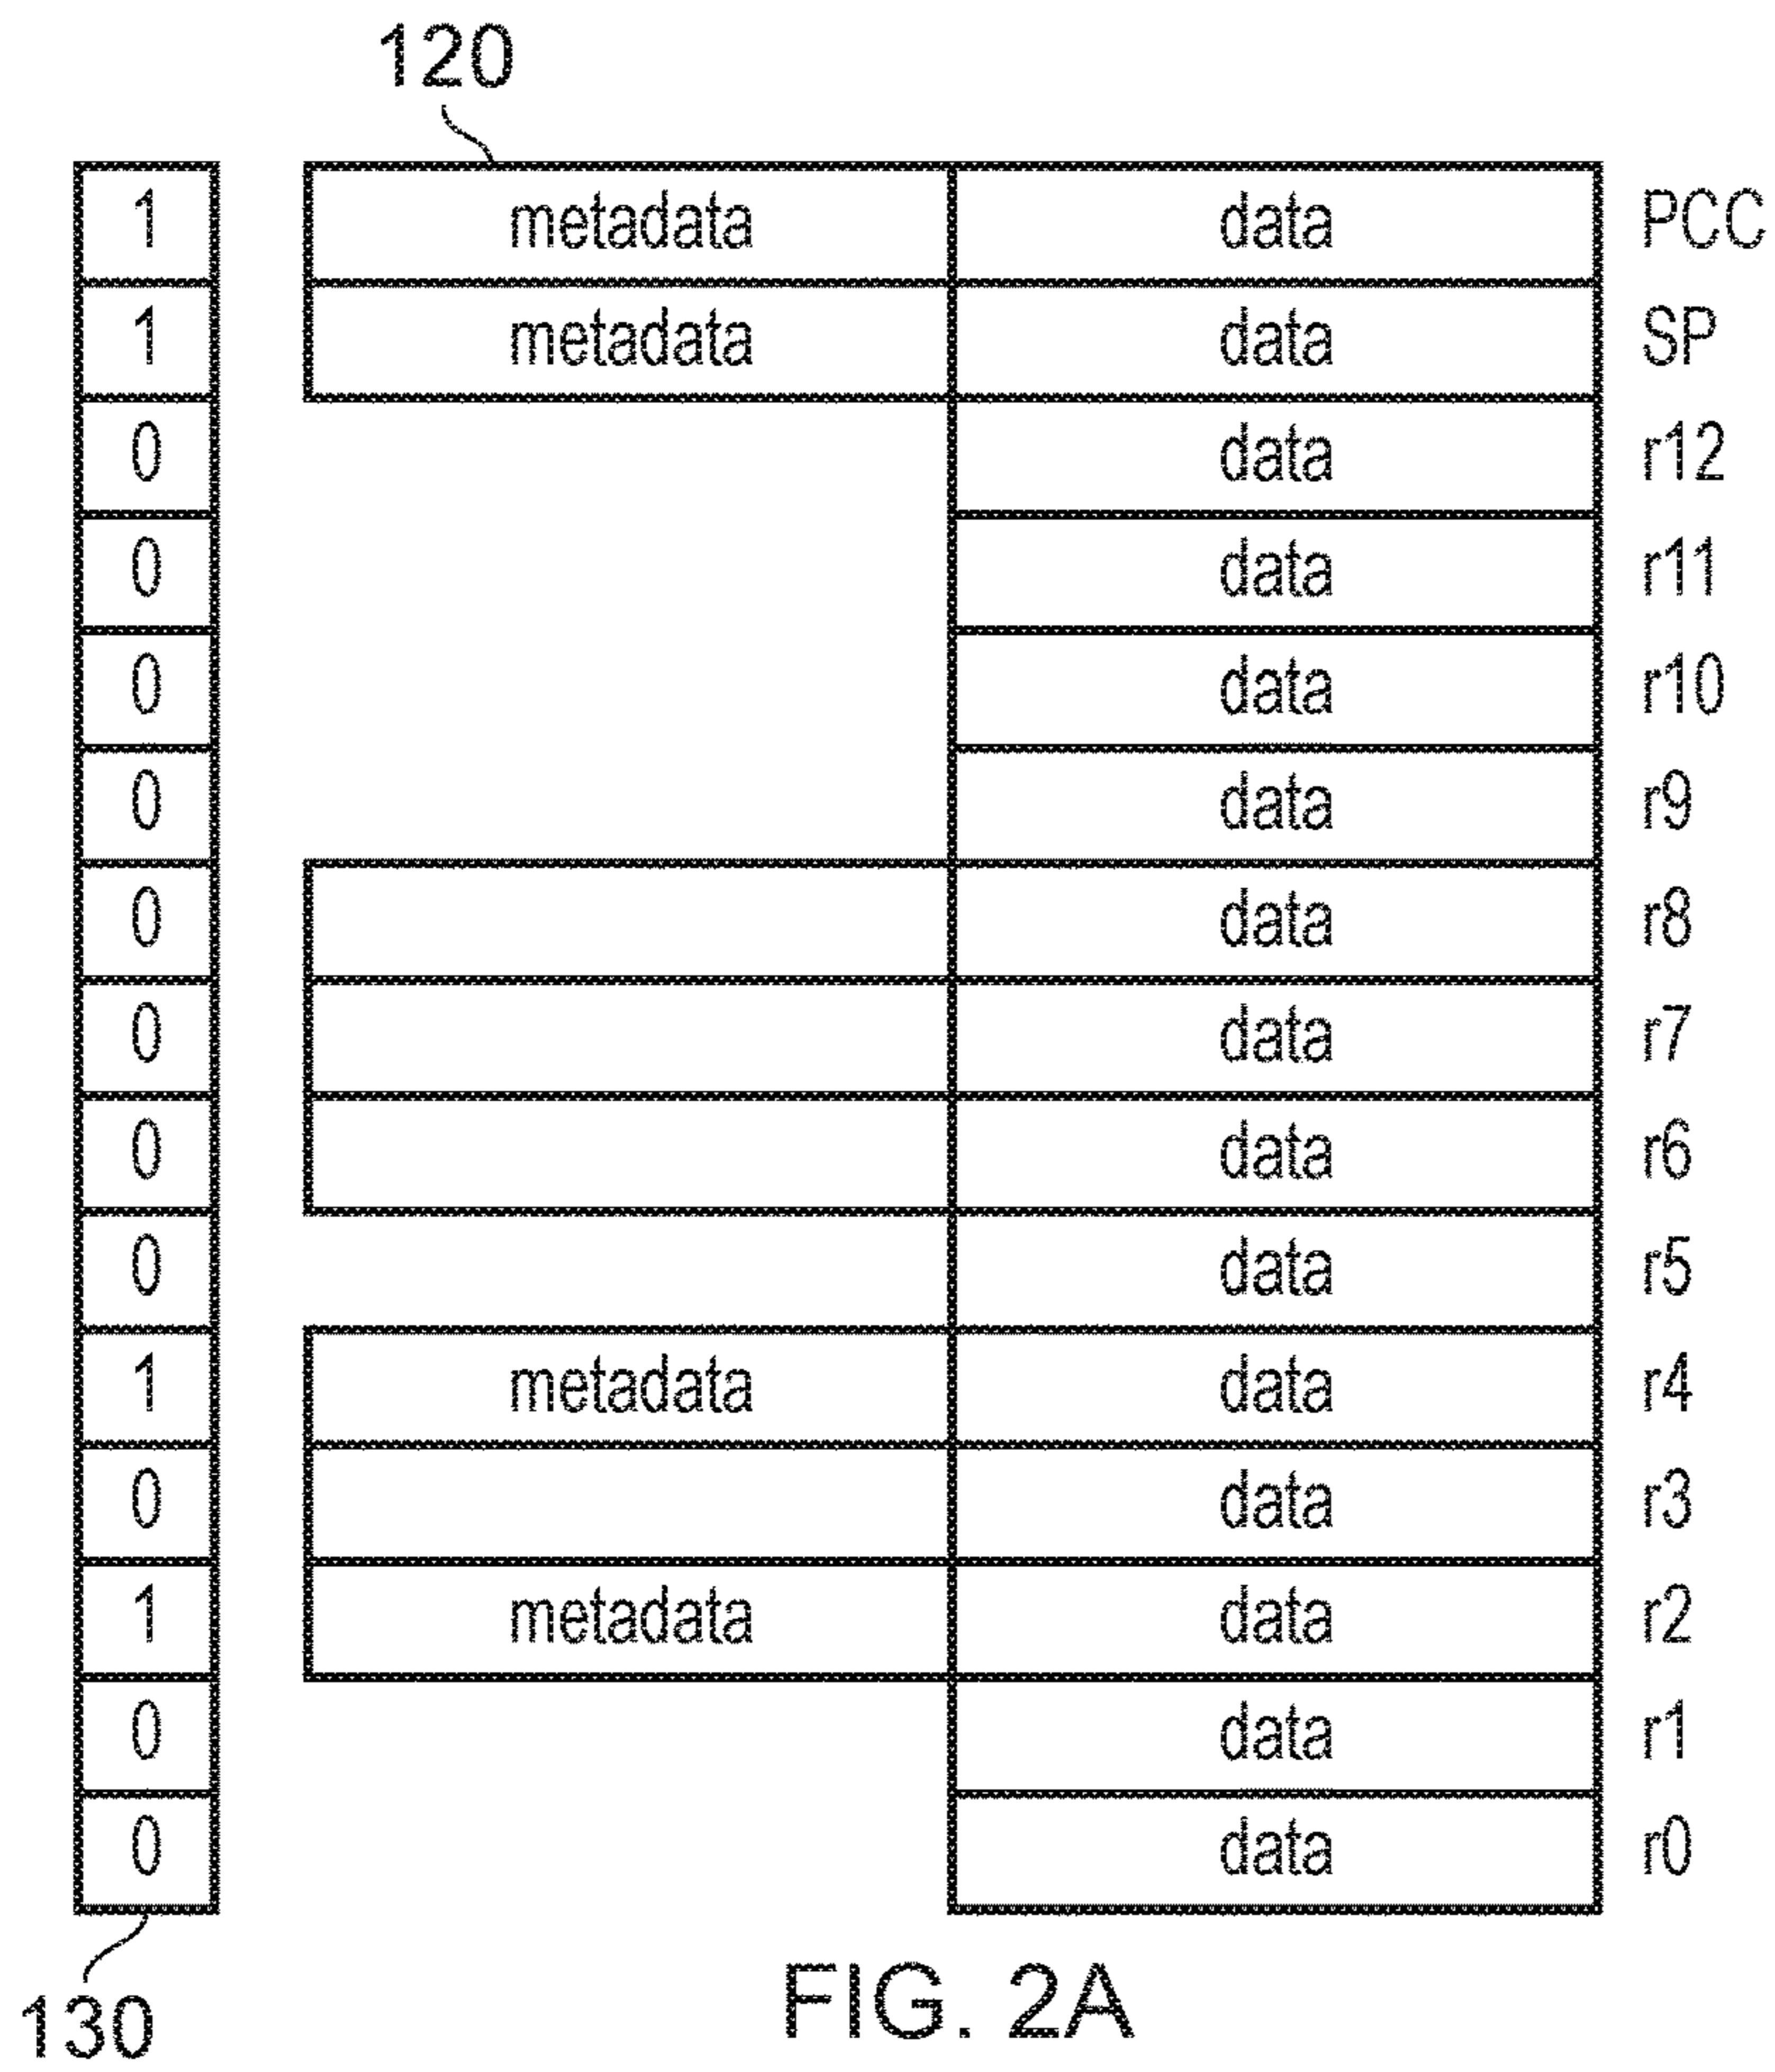 120
1 metadata data PCC
1 metadata data SP
0 data r12
0 data r11
0 data r10
0 data r9
0 data r8
0 data r7
0 data r6
0 data r5
1 metadata data r4
0 data r3
1 metadata data r2
0 data r1
0 data r0
130
FIG. 2A